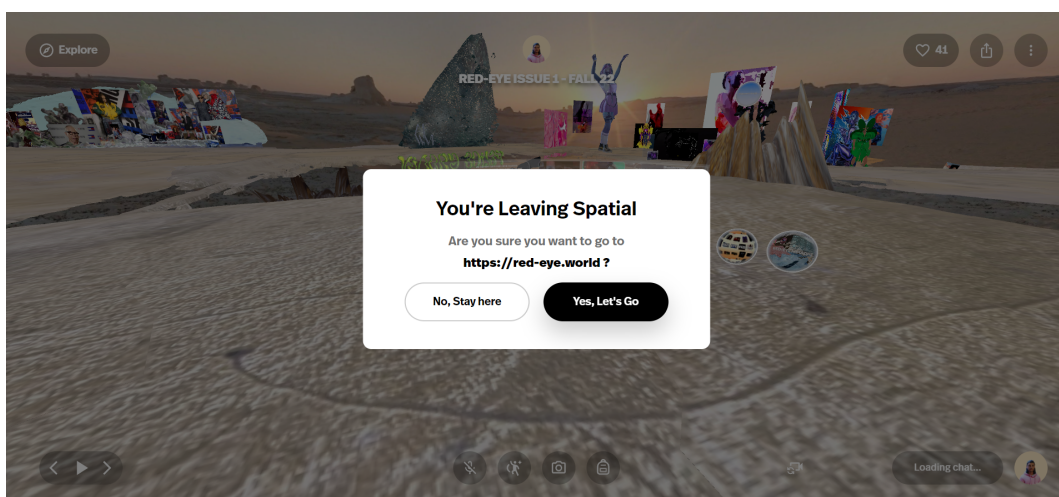 Explore
41
RED-EYE ISSUE 1 - FALL 22
You're Leaving Spatial
Are you sure you want to go to
https://red-eye.world ?
No, Stay here
Yes, Let's Go
Loading chat...